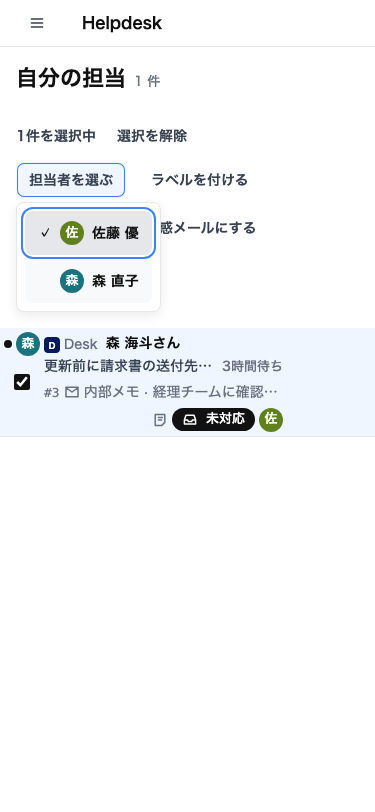 Helpdesk
自分の担当 1 件
1件を選択中 選択を解除
担当者を選ぶ ラベルを付ける
惑メールにする
✓ 佐 佐藤 優
森 森 直子
森 D Desk 森 海斗さん
更新前に請求書の送付先… 3時間待ち
#3 内部メモ · 経理チームに確認…
未対応 佐